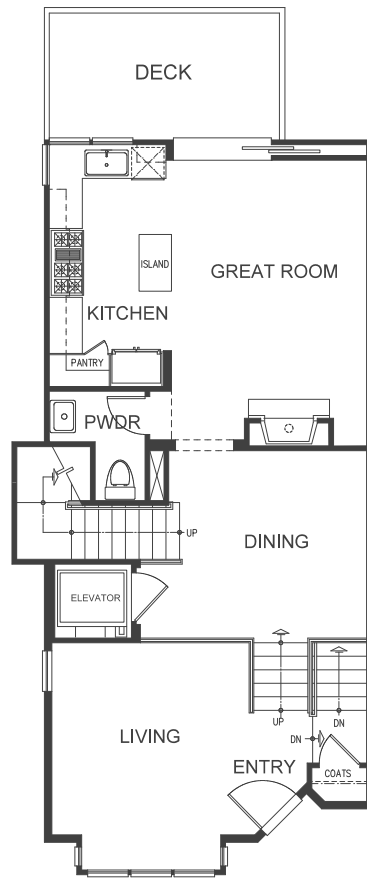 DECK
ISLAND
GREAT ROOM
KITCHEN
PANTRY
PWDR
UP
DINING
ELEVATOR
UP
DN
LIVING
DN
ENTRY
COATS